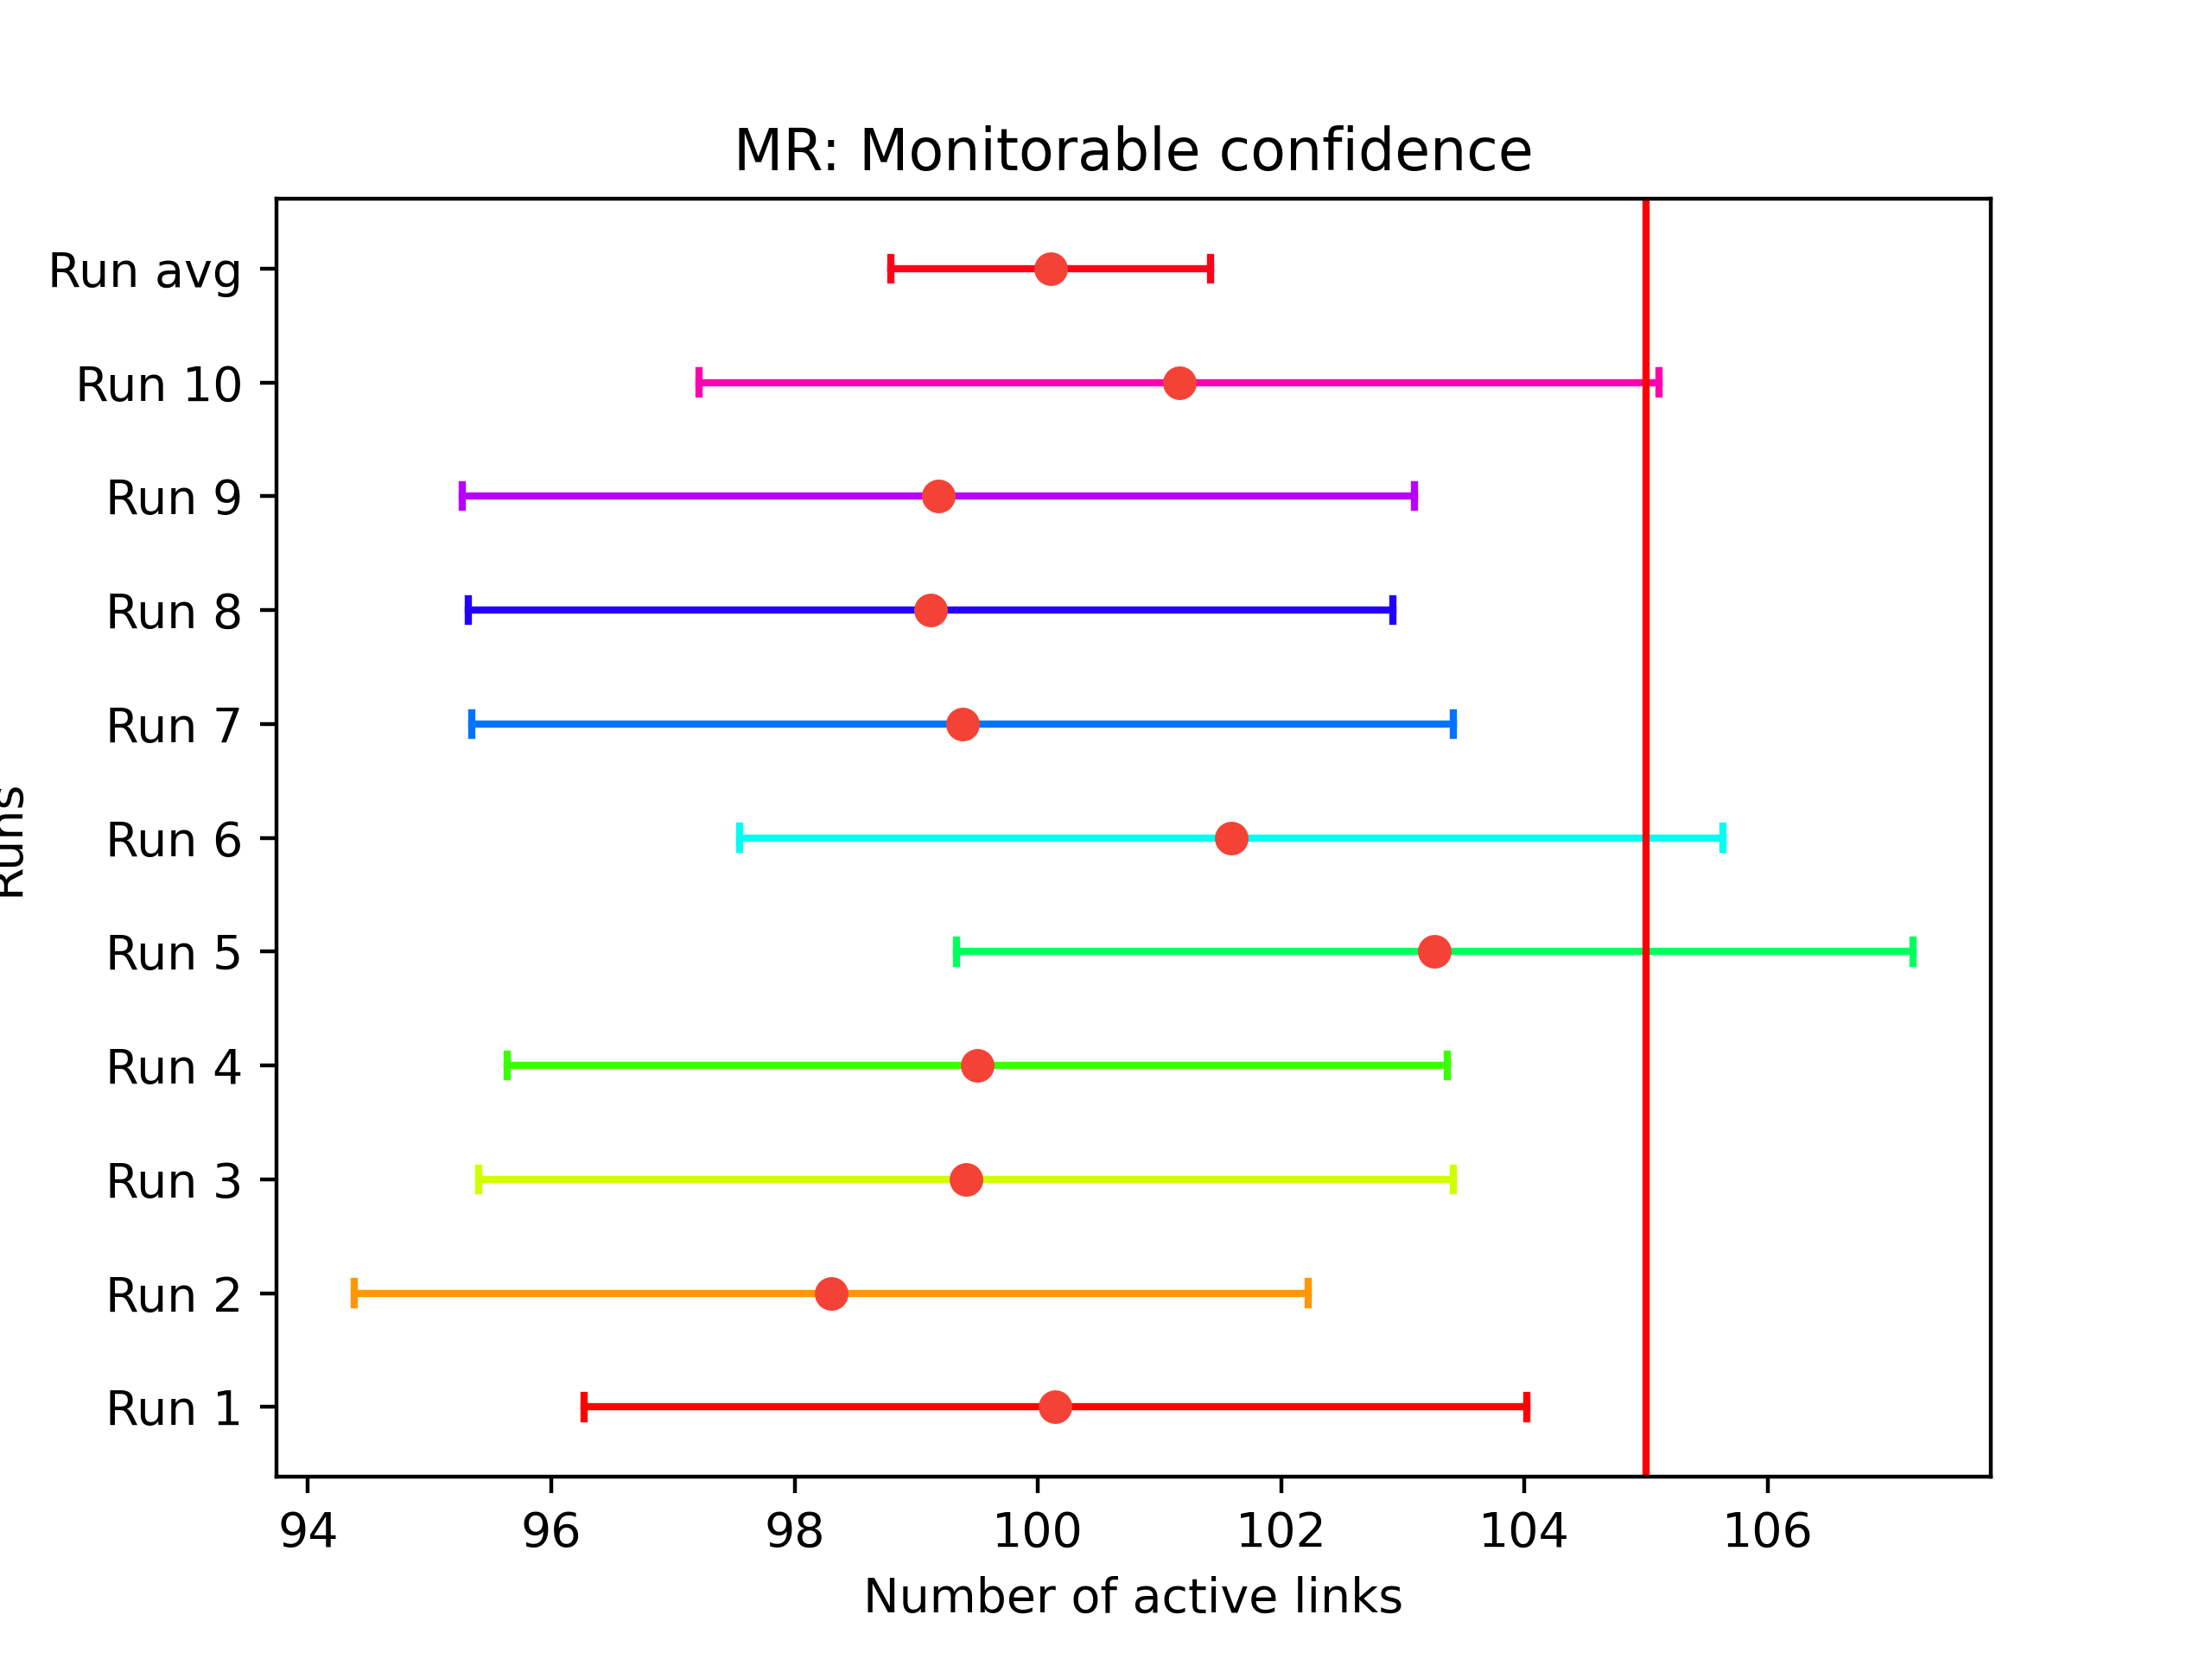 MR: Monitorable confidence
Run avg
Run 10
Run 9
Run 8
Run 7
Run 6
Runs
Run 5
Run 4
Run 3
Run 2
Run 1
94 96 98 100 102 104 106
Number of active links